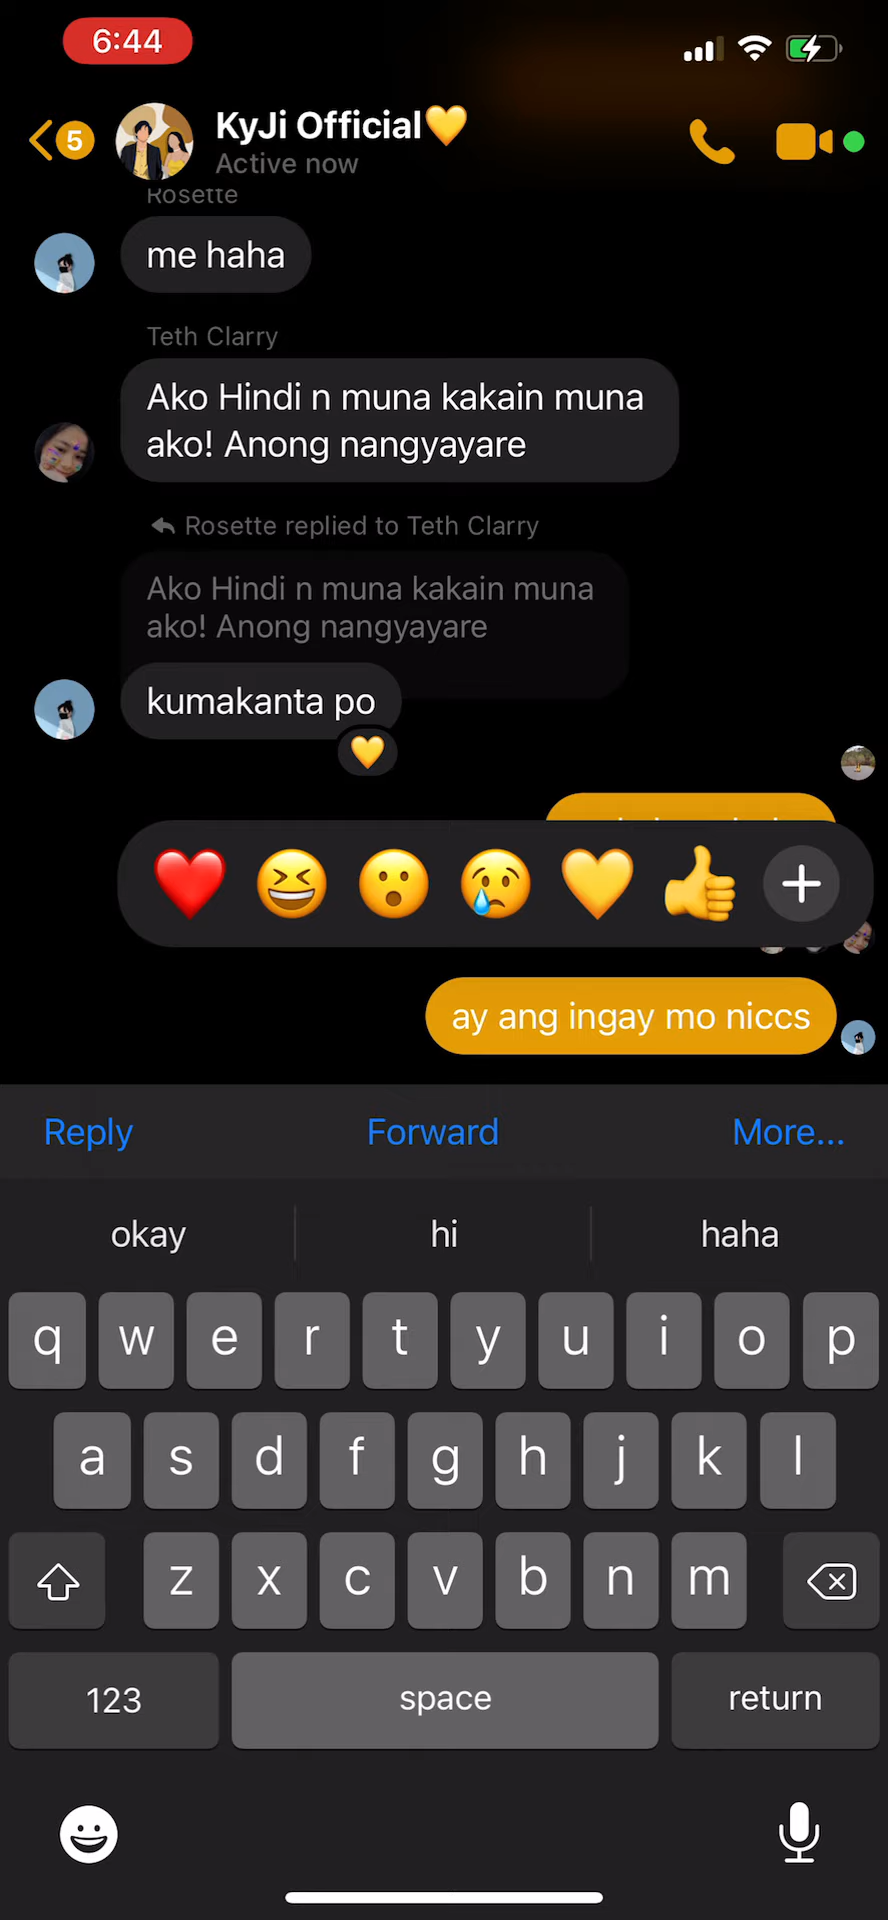 6:44
5
KyJi Official💛
Active now
Rosette
me haha
Teth Clarry
Ako Hindi n muna kakain muna
ako! Anong nangyayare
Rosette replied to Teth Clarry
Ako Hindi n muna kakain muna
ako! Anong nangyayare
kumakanta po
ay ang ingay mo niccs
Reply Forward More...
okay hi haha
q w e r t y u i o p
a s d f g h j k l
z x c v b n m
123 space return